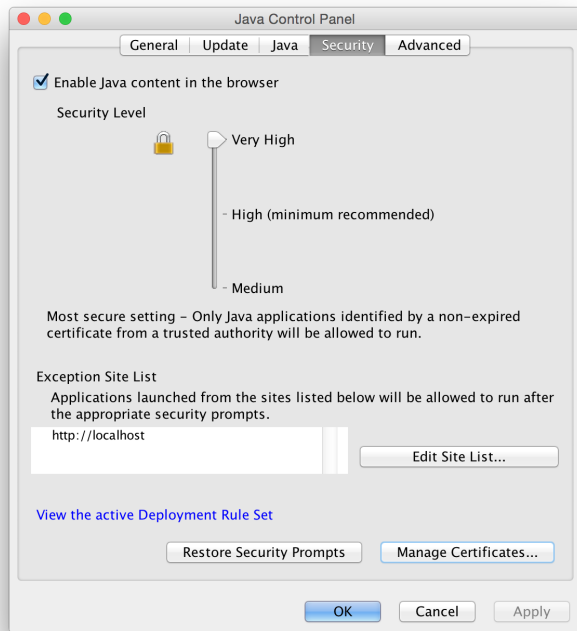 Java Control Panel
General Update Java Security Advanced
Enable Java content in the browser
Security Level
Very High
- High (minimum recommended)
- Medium
Most secure setting – Only Java applications identified by a non-expired
certificate from a trusted authority will be allowed to run.
Exception Site List
Applications launched from the sites listed below will be allowed to run after
the appropriate security prompts.
http://localhost
Edit Site List...
View the active Deployment Rule Set
Restore Security Prompts Manage Certificates...
OK Cancel Apply